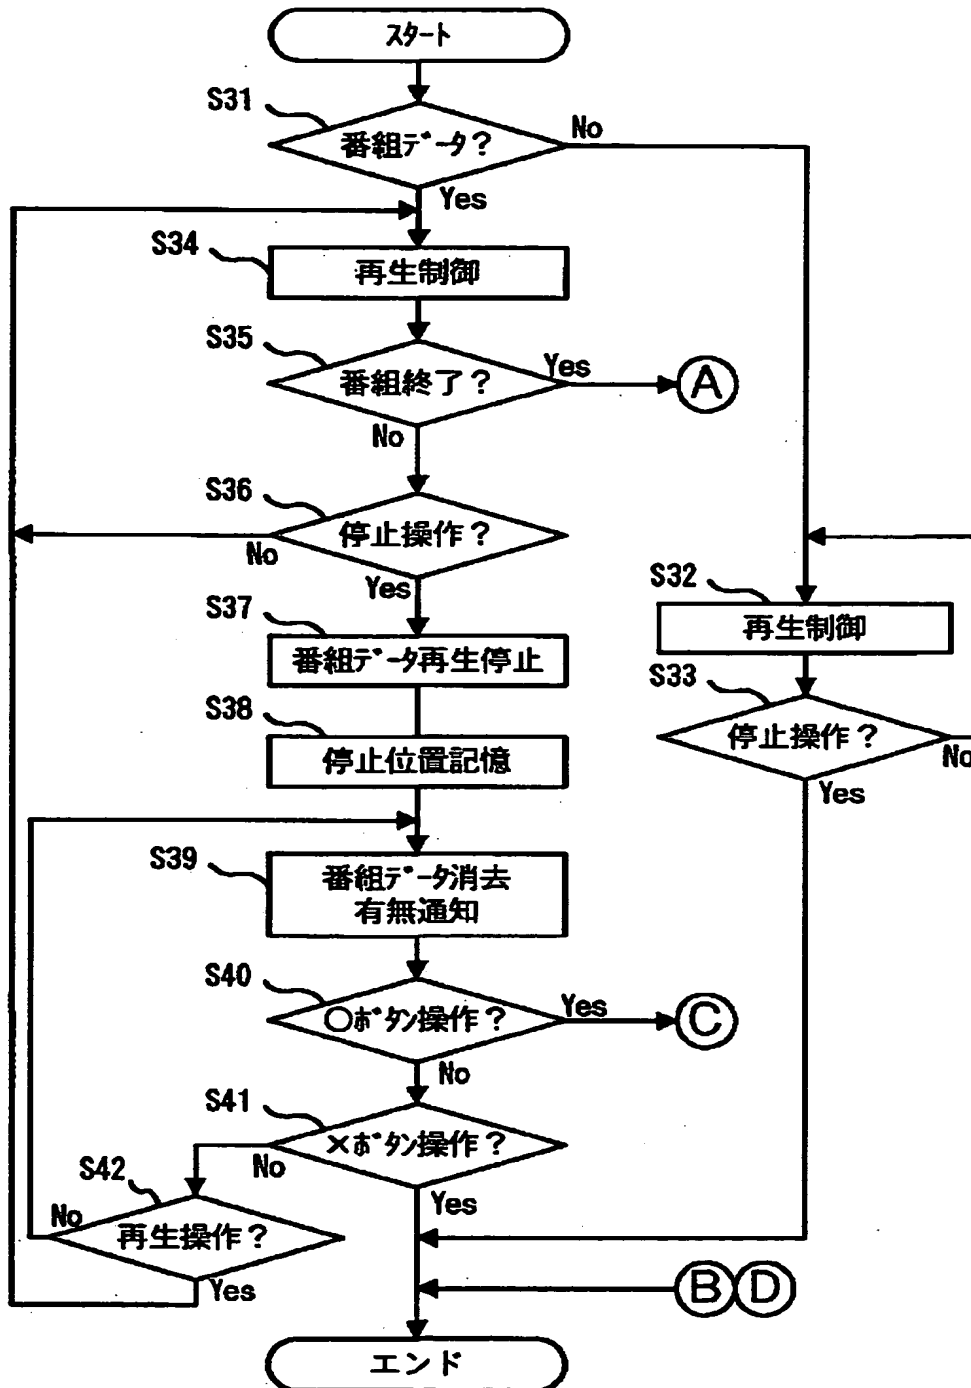 スタート
S31
番組データ?
No
Yes
S34
再生制御
S35
番組終了?
Yes
A
No
S36
停止操作?
No
Yes
S32
再生制御
S37
番組データ再生停止
S33
停止操作?
No
Yes
S38
停止位置記憶
S39
番組データ消去
有無通知
S40
○ボタン操作?
Yes
C
No
S41
×ボタン操作?
No
Yes
S42
再生操作?
No
Yes
B D
エンド